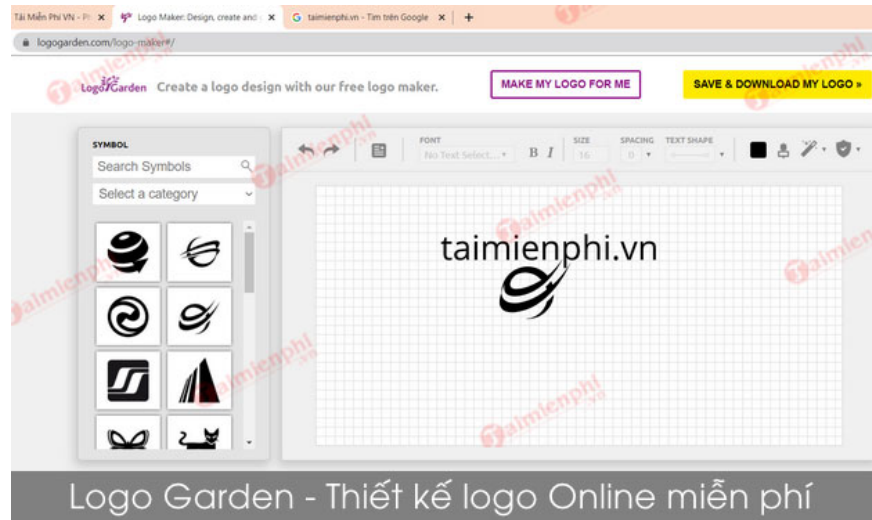 Tải Miễn Phí VN - P
Logo Maker: Design, create and
taimienphi.vn - Tìm trên Google
logogarden.com/logo-maker#/
LogoGarden
Create a logo design with our free logo maker.
MAKE MY LOGO FOR ME
SAVE & DOWNLOAD MY LOGO »
SYMBOL
Search Symbols
Select a category
FONT
No Text Select...
B I
SIZE
16
SPACING
0
TEXT SHAPE
taimienphi.vn
Taimienphi.vn
Logo Garden - Thiết kế logo Online miễn phí